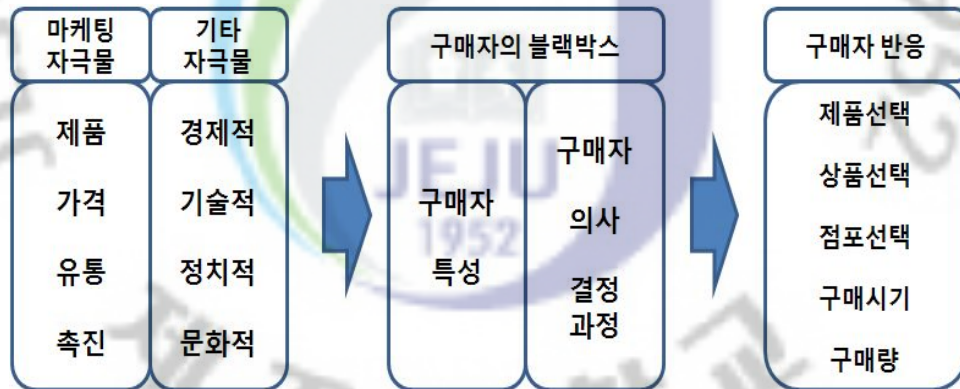 마케팅
자극물
기타
자극물
제품
가격
유통
촉진
경제적
기술적
정치적
문화적
구매자의 블랙박스
구매자
특성
구매자
의사
결정
과정
구매자 반응
제품선택
상품선택
점포선택
구매시기
구매량
JEJU
1952
1952